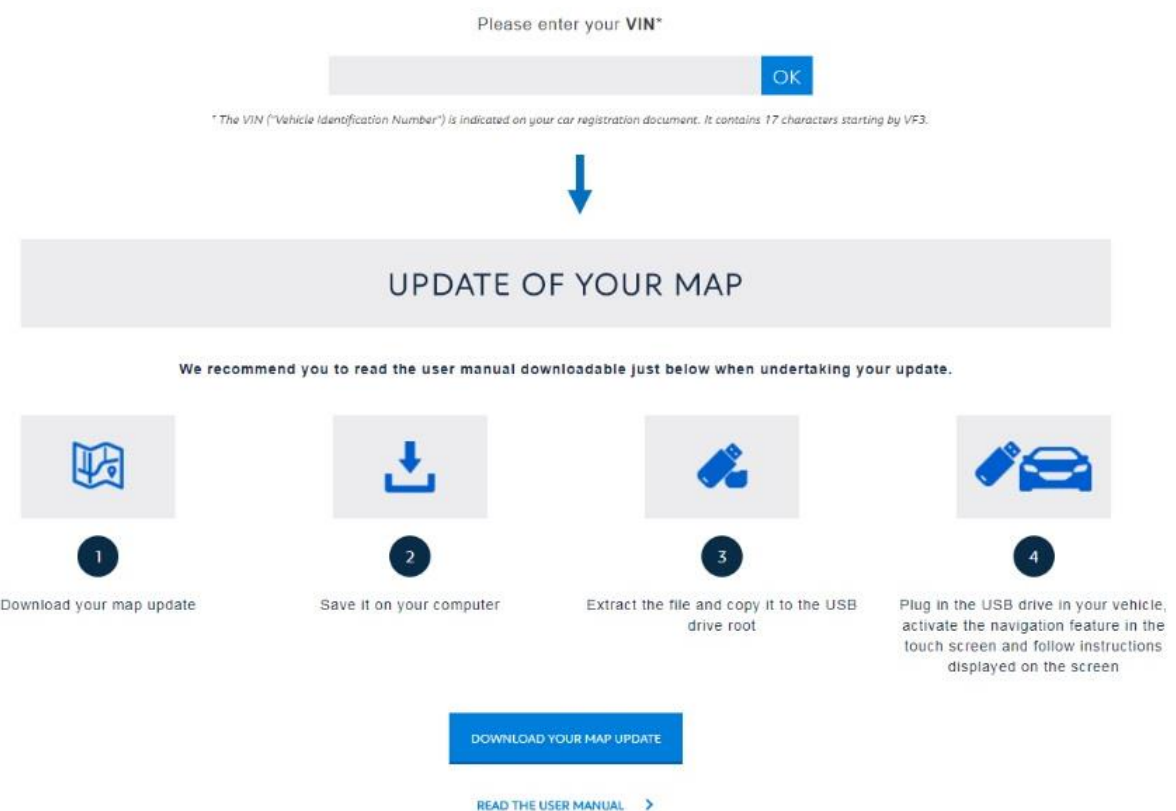 Please enter your VIN*
OK
* The VIN ("Vehicle Identification Number") is indicated on your car registration document. It contains 17 characters starting by VF3.
UPDATE OF YOUR MAP
We recommend you to read the user manual downloadable just below when undertaking your update.
1
Download your map update
2
Save it on your computer
3
Extract the file and copy it to the USB
drive root
4
Plug in the USB drive in your vehicle,
activate the navigation feature in the
touch screen and follow instructions
displayed on the screen
DOWNLOAD YOUR MAP UPDATE
READ THE USER MANUAL >